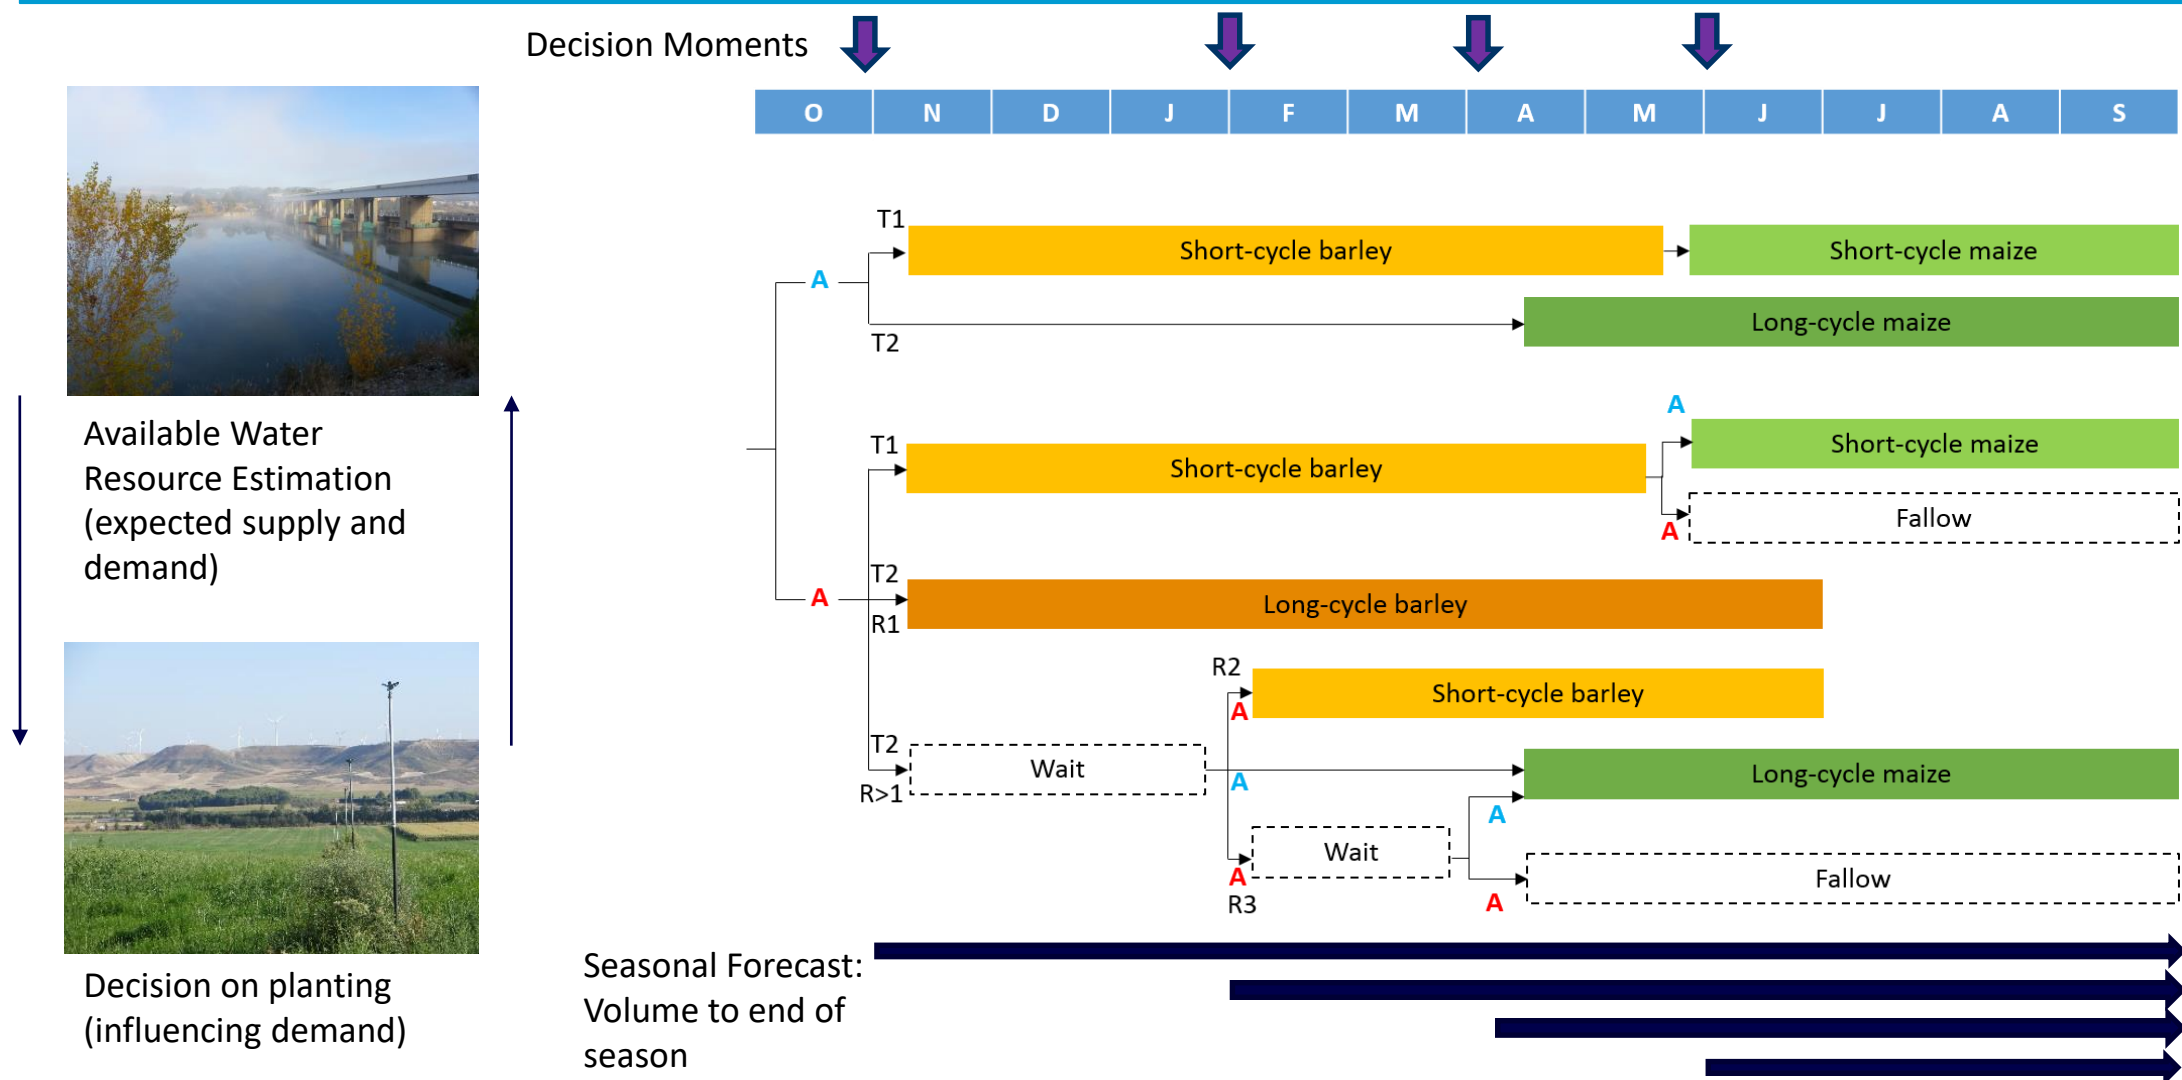 Decision Moments
O N D J F M A M J J A S
T1
Short-cycle barley
Short-cycle maize
A
Long-cycle maize
T2
Available Water
Resource Estimation
(expected supply and
demand)
A
T1
Short-cycle barley
Short-cycle maize
Fallow
A
T2
A
Long-cycle barley
R1
R2
A
Short-cycle barley
T2
Wait
R>1
A
Long-cycle maize
A
Wait
A
R3
Fallow
A
Seasonal Forecast:
Volume to end of
season
Decision on planting
(influencing demand)